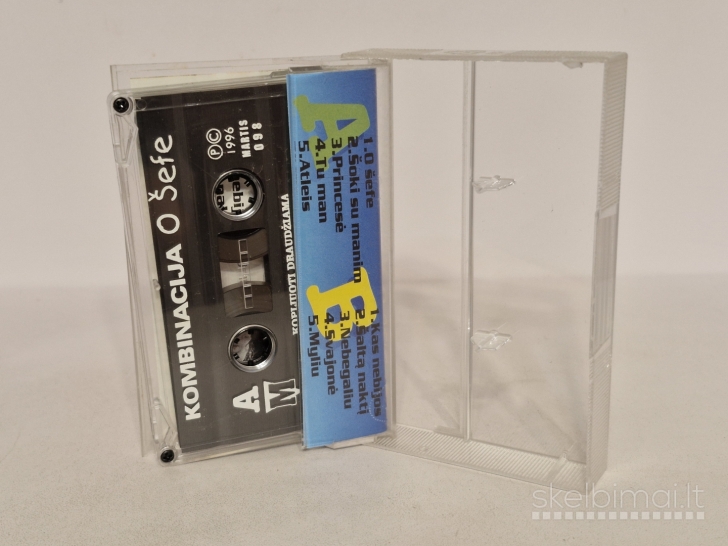 KOMBINACIJA O Šefe
Ⓟ Ⓒ
1996
MARTIS
098
A
KOPIJUOTI DRAUDŽIAMA
A
1.O šefe
2.Šoki su manim
3.Princesė
4.Tu man
5.Atleis
B
1.Kas nebijos
2.Šaltą naktį
3.Nebegaliu
4.Svajonė
5.Myliu
skelbimai.lt